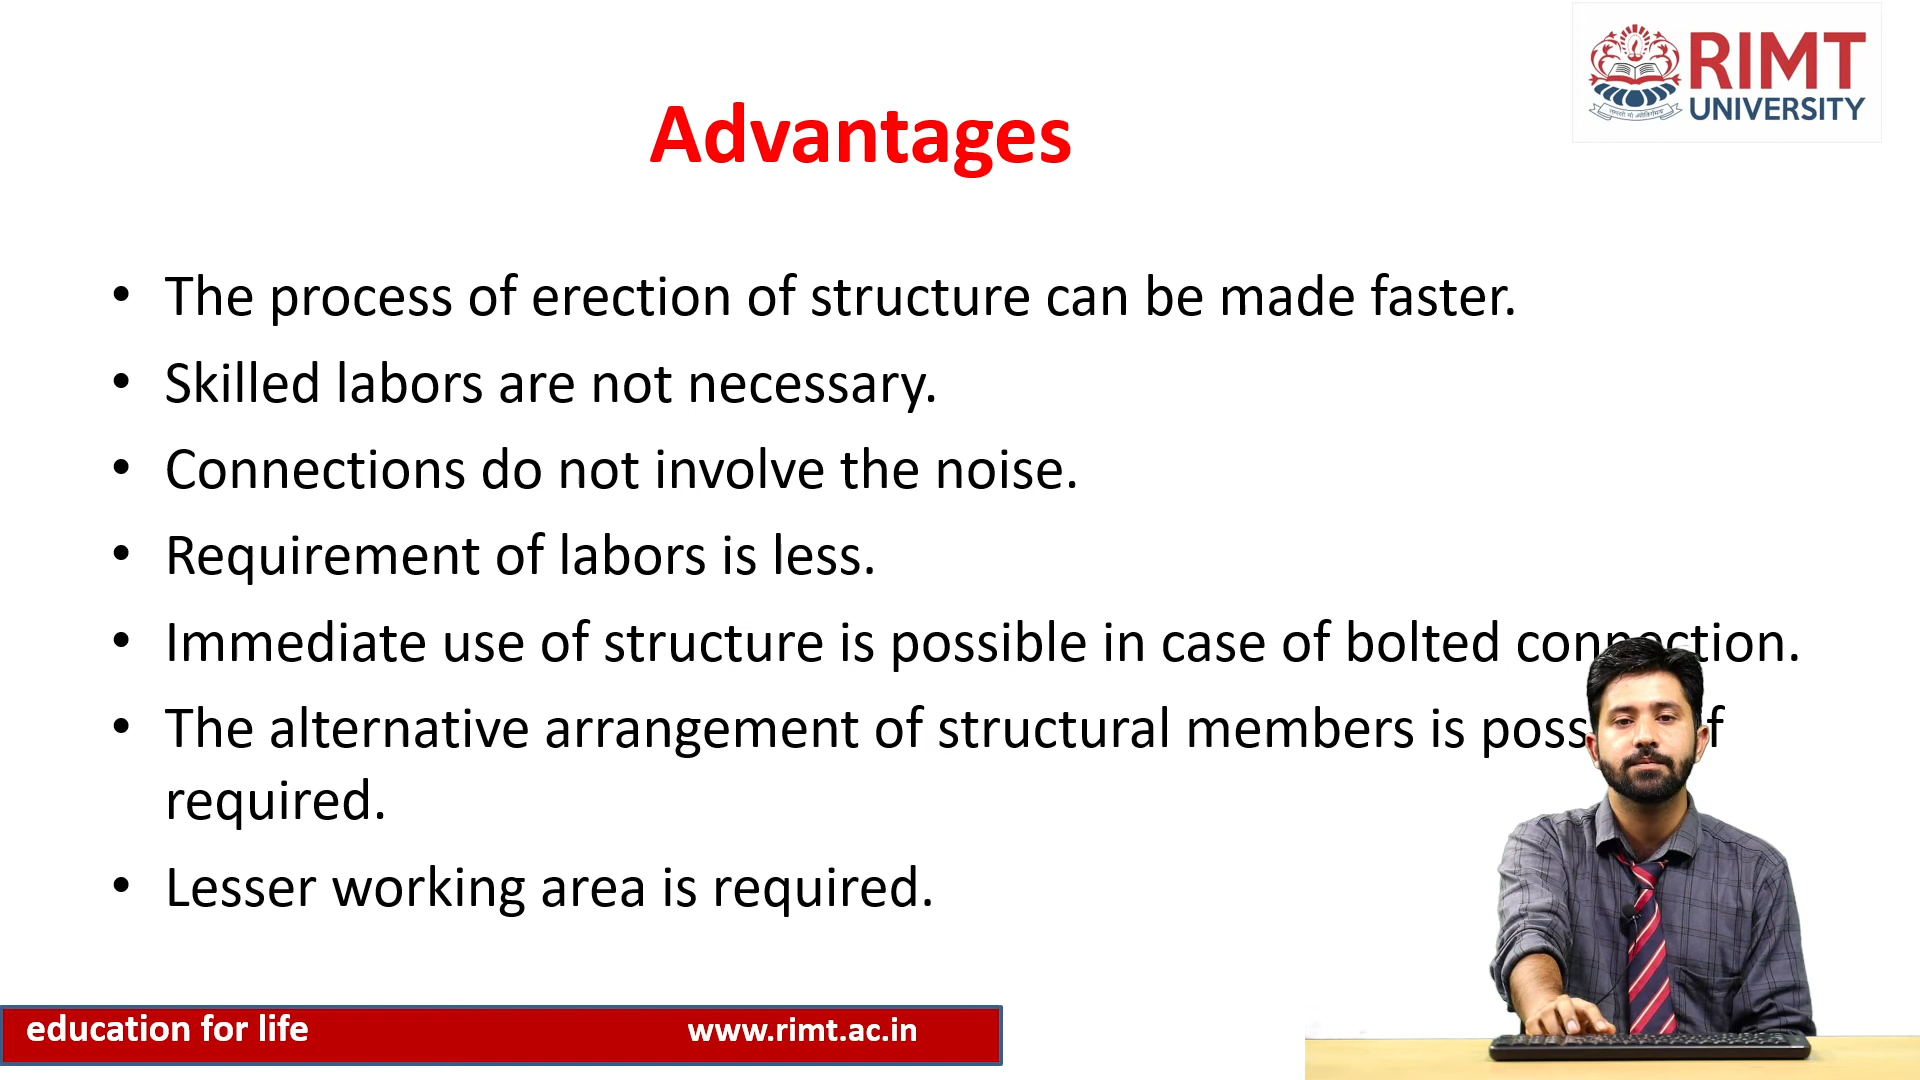 RIMT
UNIVERSITY
Advantages
• The process of erection of structure can be made faster.
• Skilled labors are not necessary.
• Connections do not involve the noise.
• Requirement of labors is less.
• Immediate use of structure is possible in case of bolted connection.
• The alternative arrangement of structural members is
required.
• Lesser working area is required.
education for life
www.rimt.ac.in